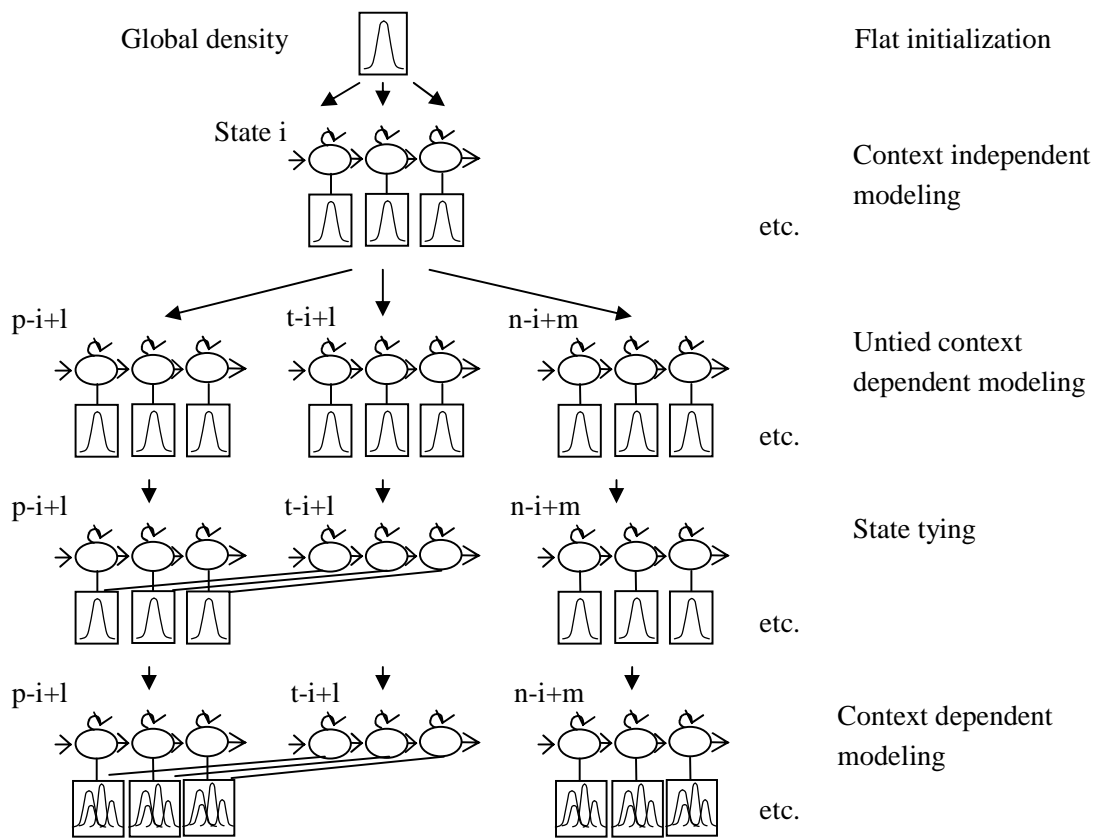 Global density
Flat initialization
State i
Context independent
modeling
etc.
p-i+l
t-i+l
n-i+m
Untied context
dependent modeling
etc.
p-i+l
t-i+l
n-i+m
State tying
etc.
p-i+l
t-i+l
n-i+m
Context dependent
modeling
etc.